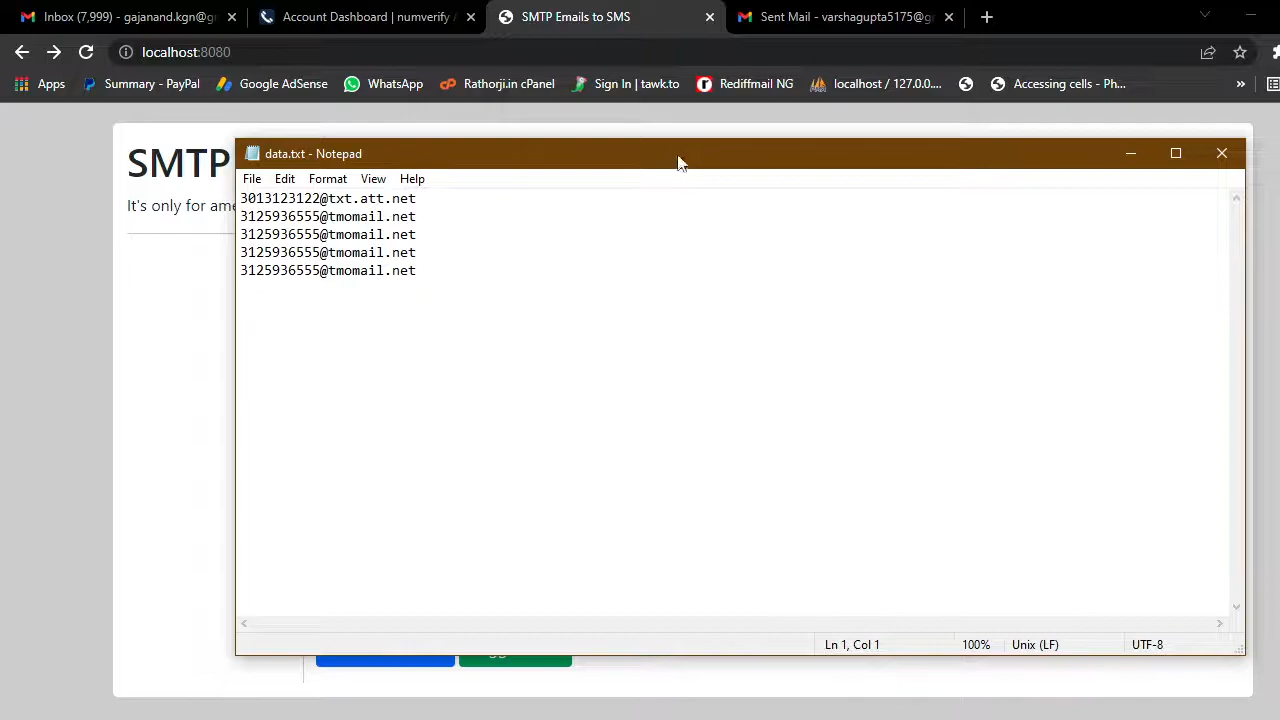 Inbox (7,999) - gajanand.kgn@gr
Account Dashboard | numverify A
SMTP Emails to SMS
Sent Mail - varshagupta5175@g
localhost:8080
Apps
Summary - PayPal
Google AdSense
WhatsApp
Rathorji.in cPanel
Sign In | tawk.to
Rediffmail NG
localhost / 127.0.0....
Accessing cells - Ph...
SMTP
It's only for ame
data.txt - Notepad
File Edit Format View Help
3013123122@txt.att.net
3125936555@tmomail.net
3125936555@tmomail.net
3125936555@tmomail.net
3125936555@tmomail.net
Ln 1, Col 1
100%
Unix (LF)
UTF-8